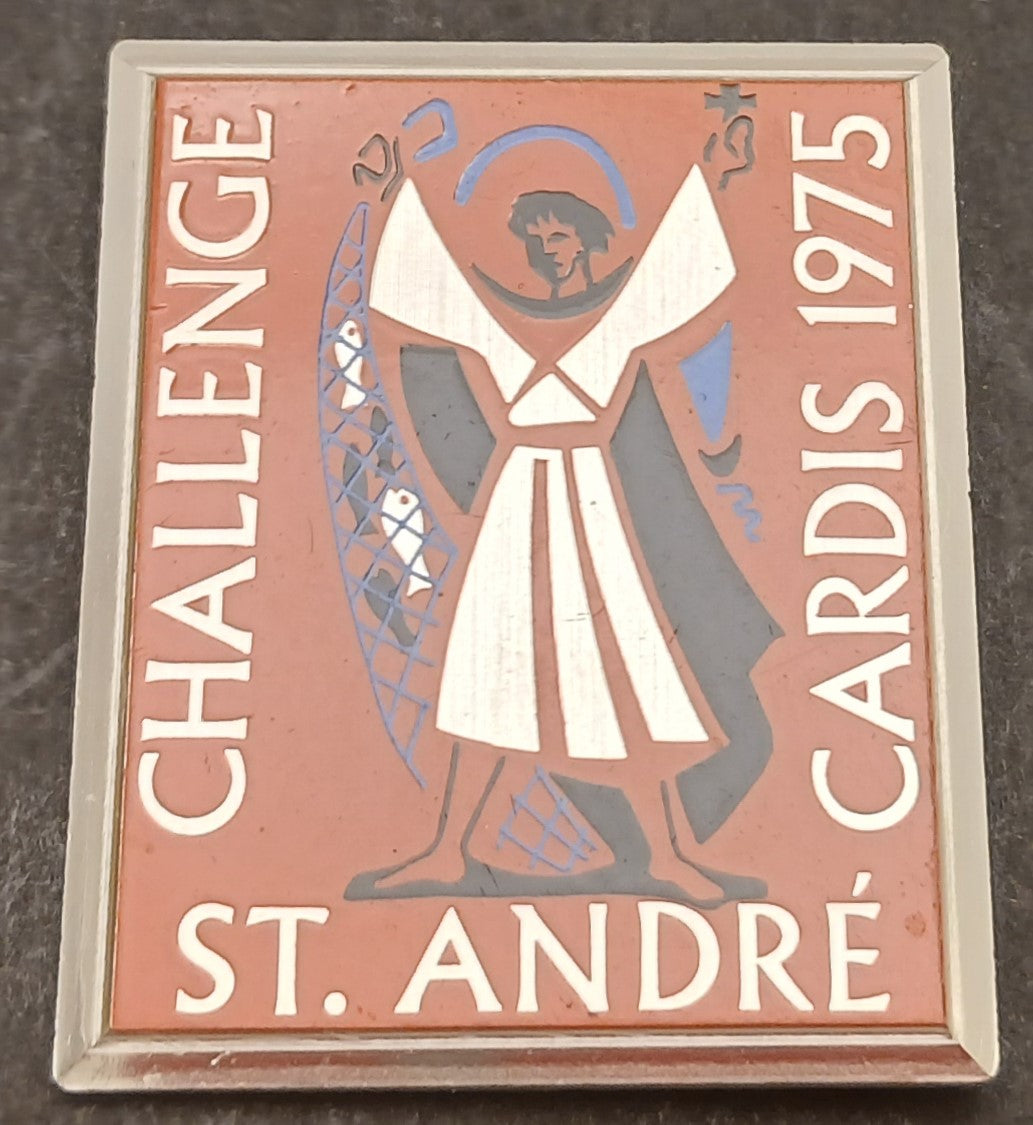 CHALLENGE
ST. ANDRÉ
CARDIS 1975